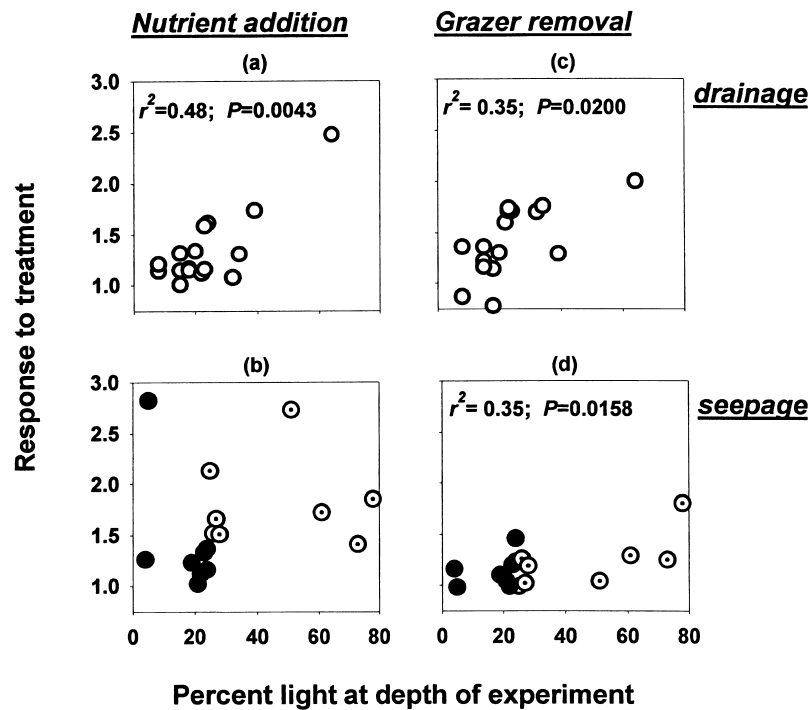 Nutrient addition
Grazer removal
(a)
(c)
drainage
3.0
2.5
2.0
1.5
1.0
r²=0.48; P=0.0043
r²= 0.35; P=0.0200
Response to treatment
(b)
(d)
seepage
3.0
2.5
2.0
1.5
1.0
r²= 0.35; P=0.0158
0 20 40 60 80
0 20 40 60 80
Percent light at depth of experiment